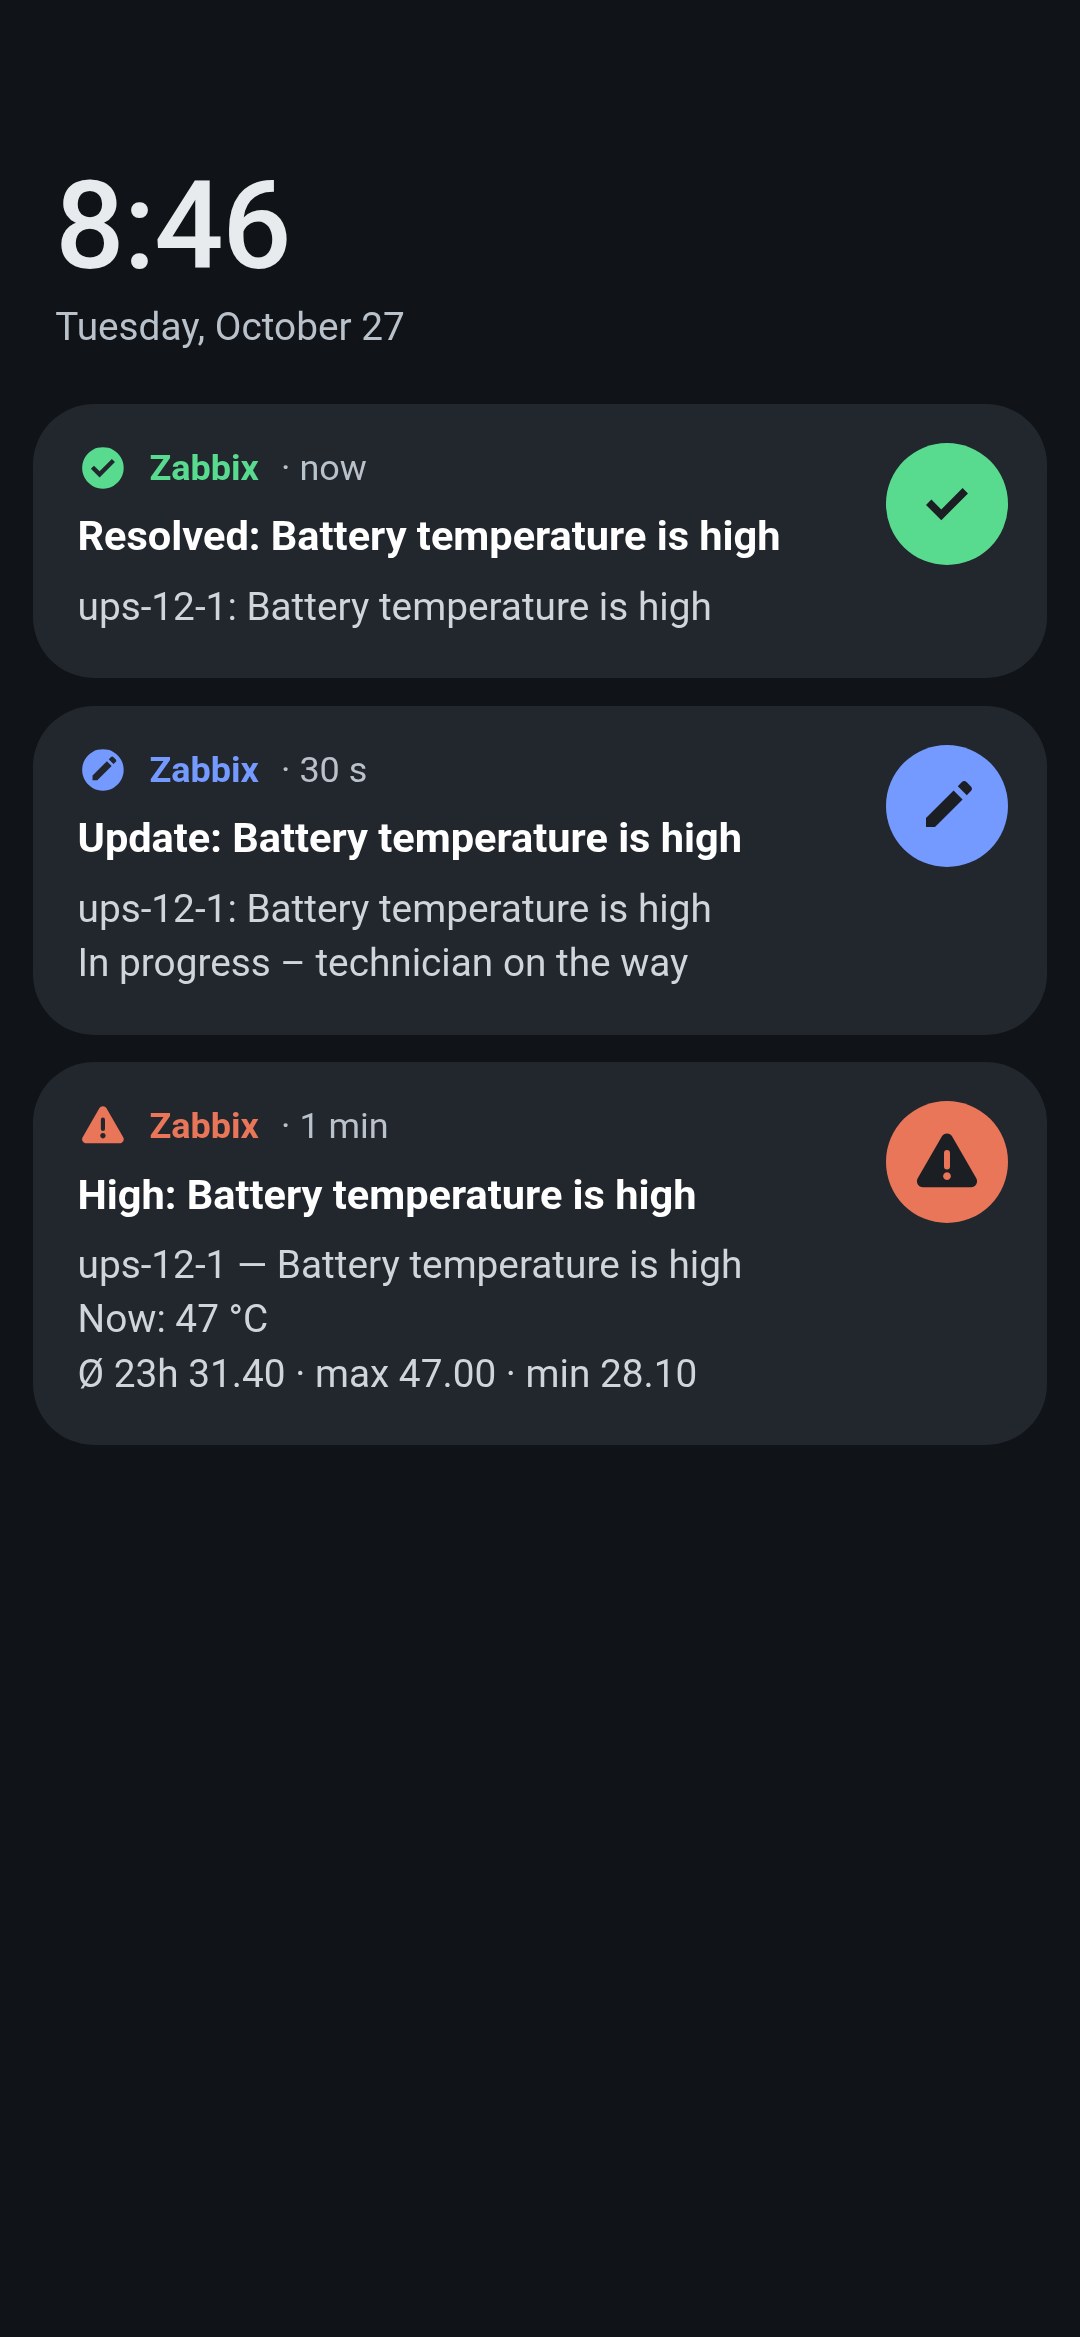 8:46
Tuesday, October 27
Zabbix · now
Resolved: Battery temperature is high
ups-12-1: Battery temperature is high
Zabbix · 30 s
Update: Battery temperature is high
ups-12-1: Battery temperature is high
In progress – technician on the way
Zabbix · 1 min
High: Battery temperature is high
ups-12-1 — Battery temperature is high
Now: 47 °C
Ø 23h 31.40 · max 47.00 · min 28.10